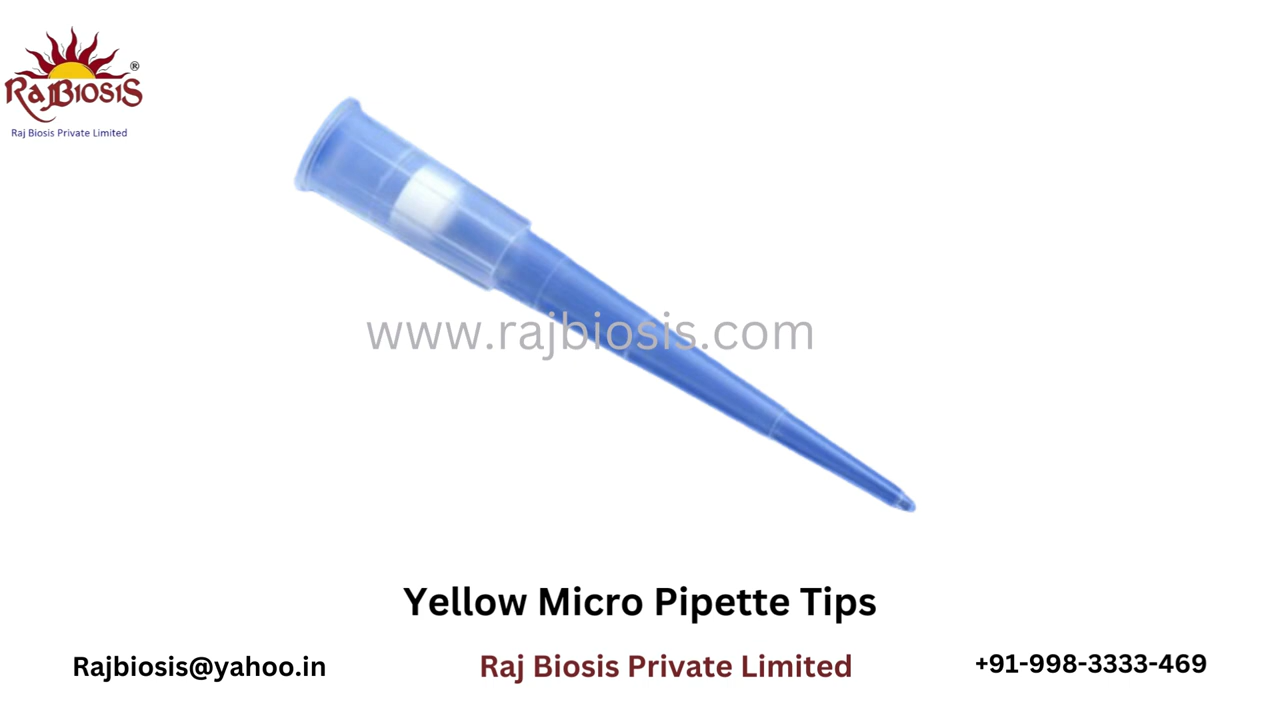 RajBiosis®
Raj Biosis Private Limited
www.rajbiosis.com
Yellow Micro Pipette Tips
Rajbiosis@yahoo.in
Raj Biosis Private Limited
+91-998-3333-469